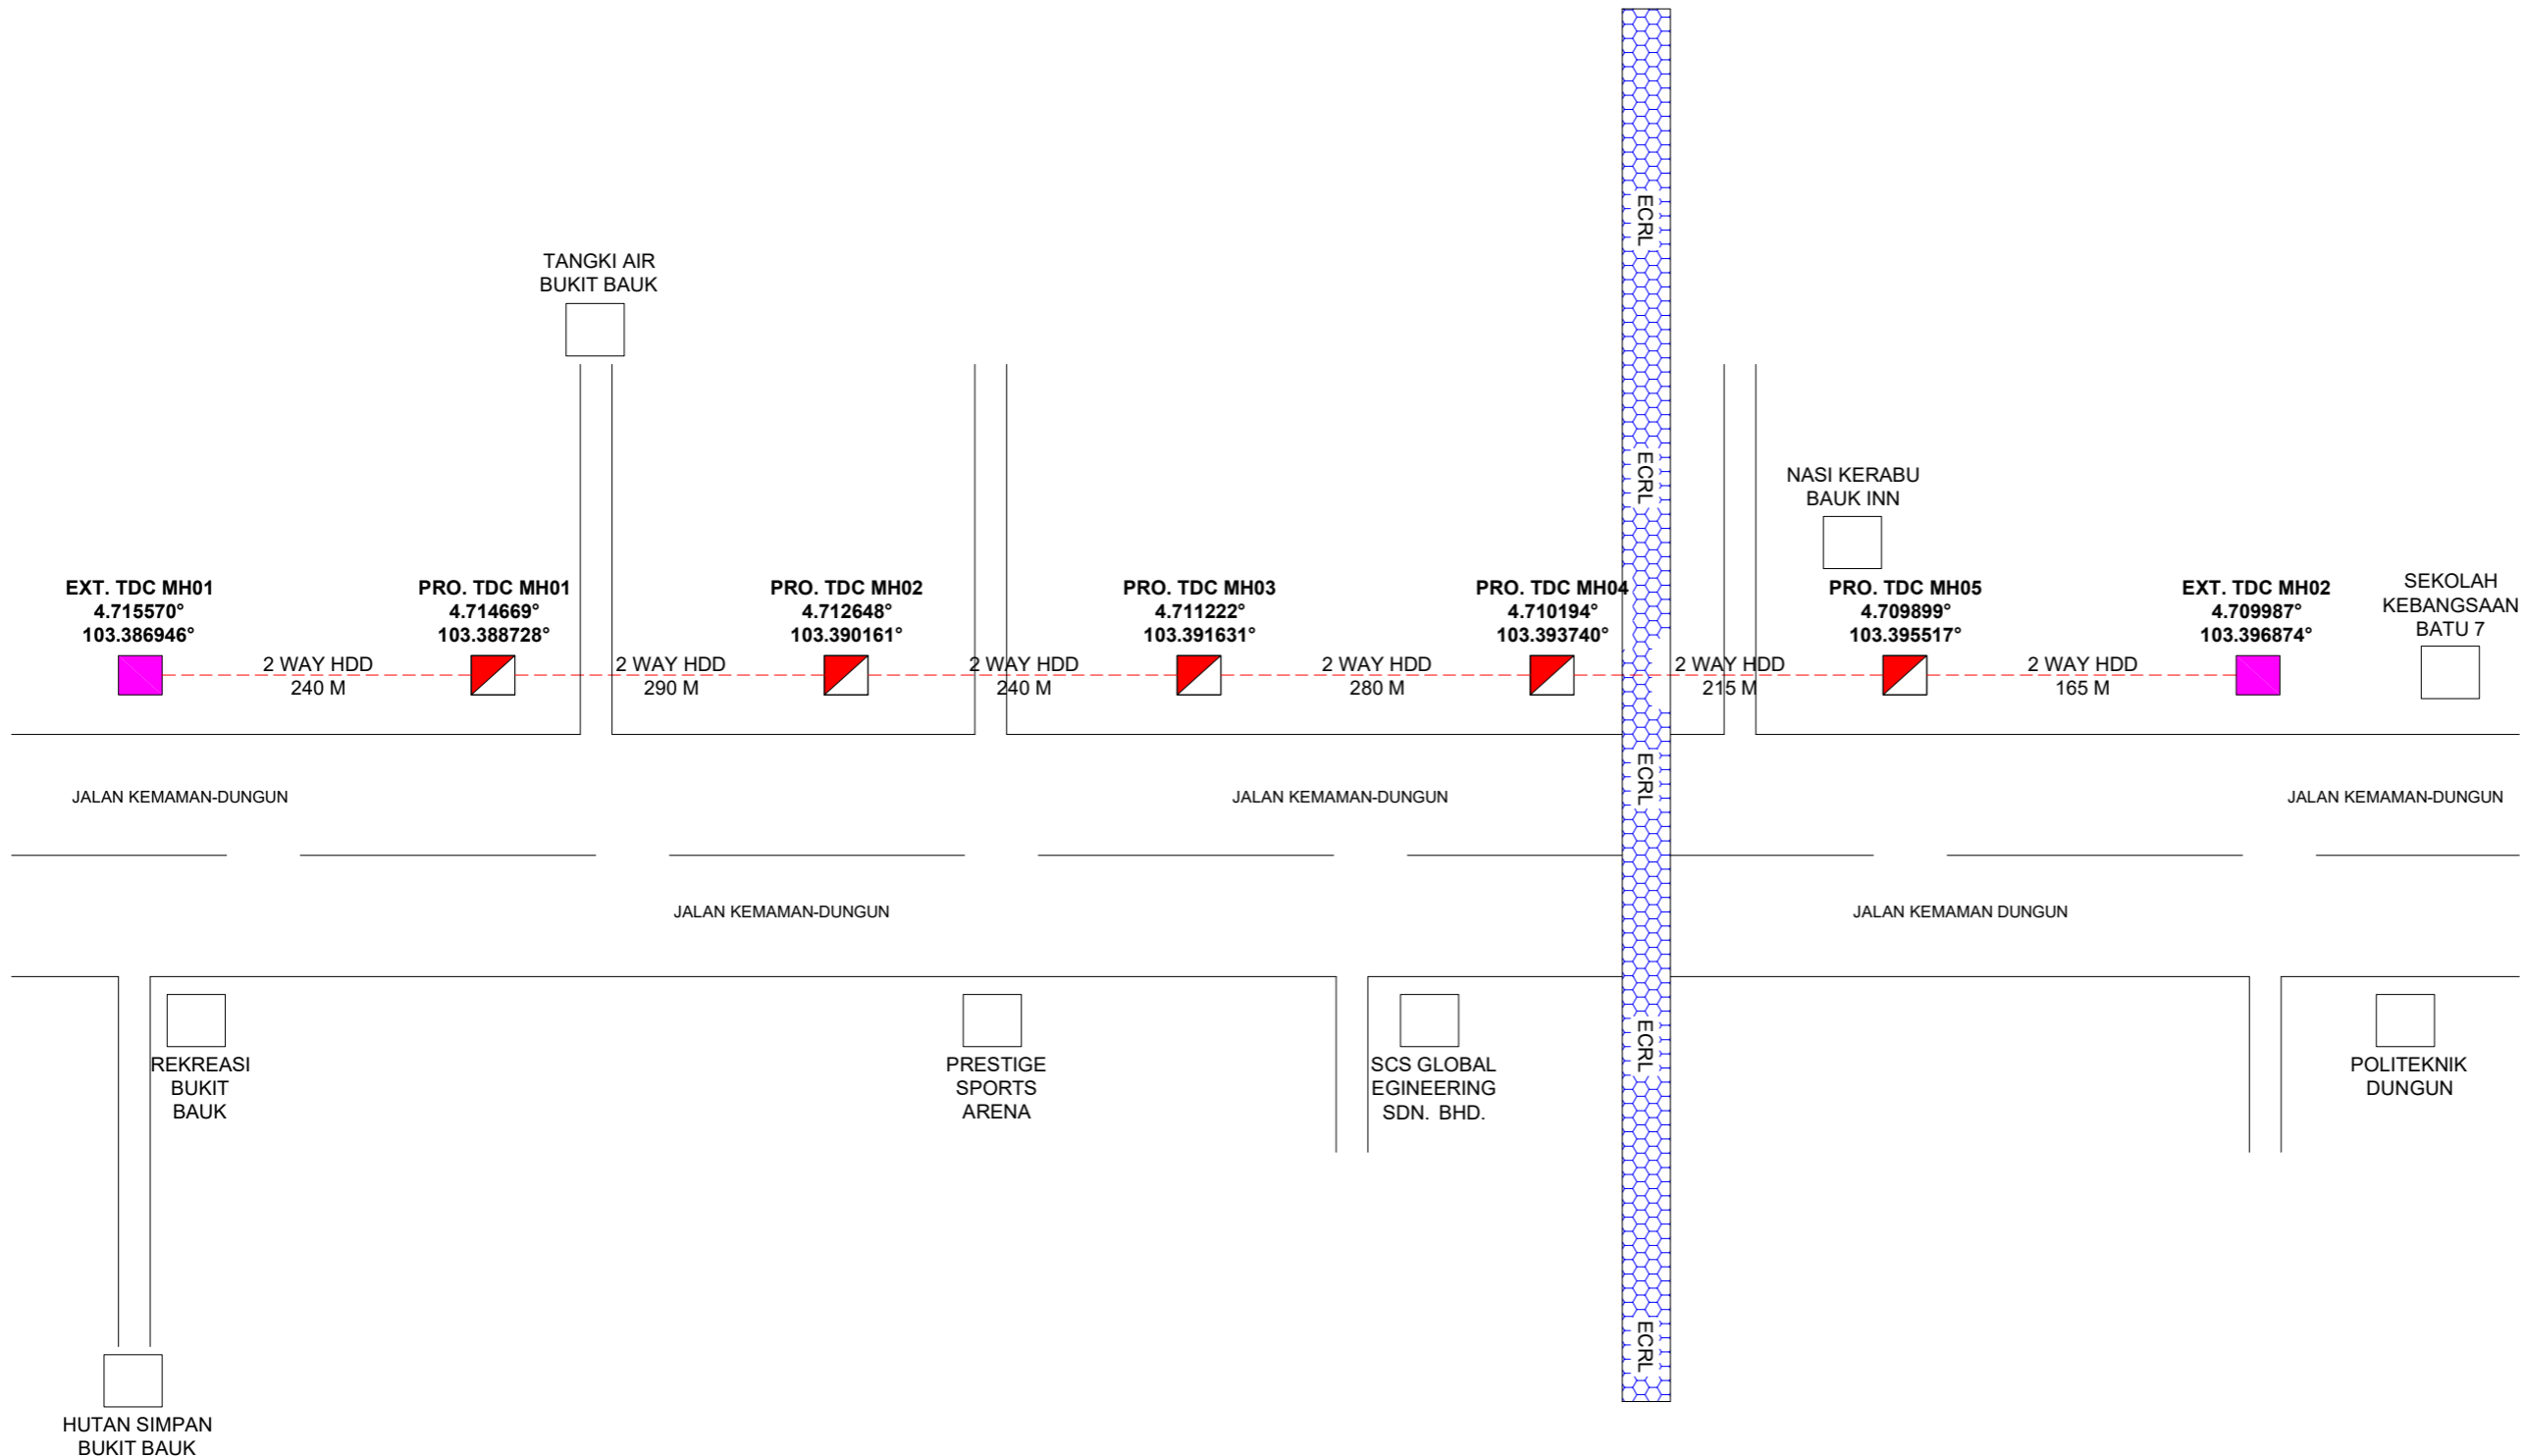 ECRL
TANGKI AIR
BUKIT BAUK
ECRL
NASI KERABU
BAUK INN
EXT. TDC MH01
4.715570°
103.386946°
PRO. TDC MH01
4.714669°
103.388728°
PRO. TDC MH02
4.712648°
103.390161°
PRO. TDC MH03
4.711222°
103.391631°
PRO. TDC MH04
4.710194°
103.393740°
PRO. TDC MH05
4.709899°
103.395517°
EXT. TDC MH02
4.709987°
103.396874°
SEKOLAH
KEBANGSAAN
BATU 7
2 WAY HDD
240 M
2 WAY HDD
290 M
2 WAY HDD
240 M
2 WAY HDD
280 M
2 WAY HDD
215 M
2 WAY HDD
165 M
ECRL
JALAN KEMAMAN-DUNGUN
JALAN KEMAMAN-DUNGUN
JALAN KEMAMAN-DUNGUN
JALAN KEMAMAN-DUNGUN
JALAN KEMAMAN DUNGUN
ECRL
REKREASI
BUKIT
BAUK
PRESTIGE
SPORTS
ARENA
SCS GLOBAL
EGINEERING
SDN. BHD.
POLITEKNIK
DUNGUN
ECRL
HUTAN SIMPAN
BUKIT BAUK